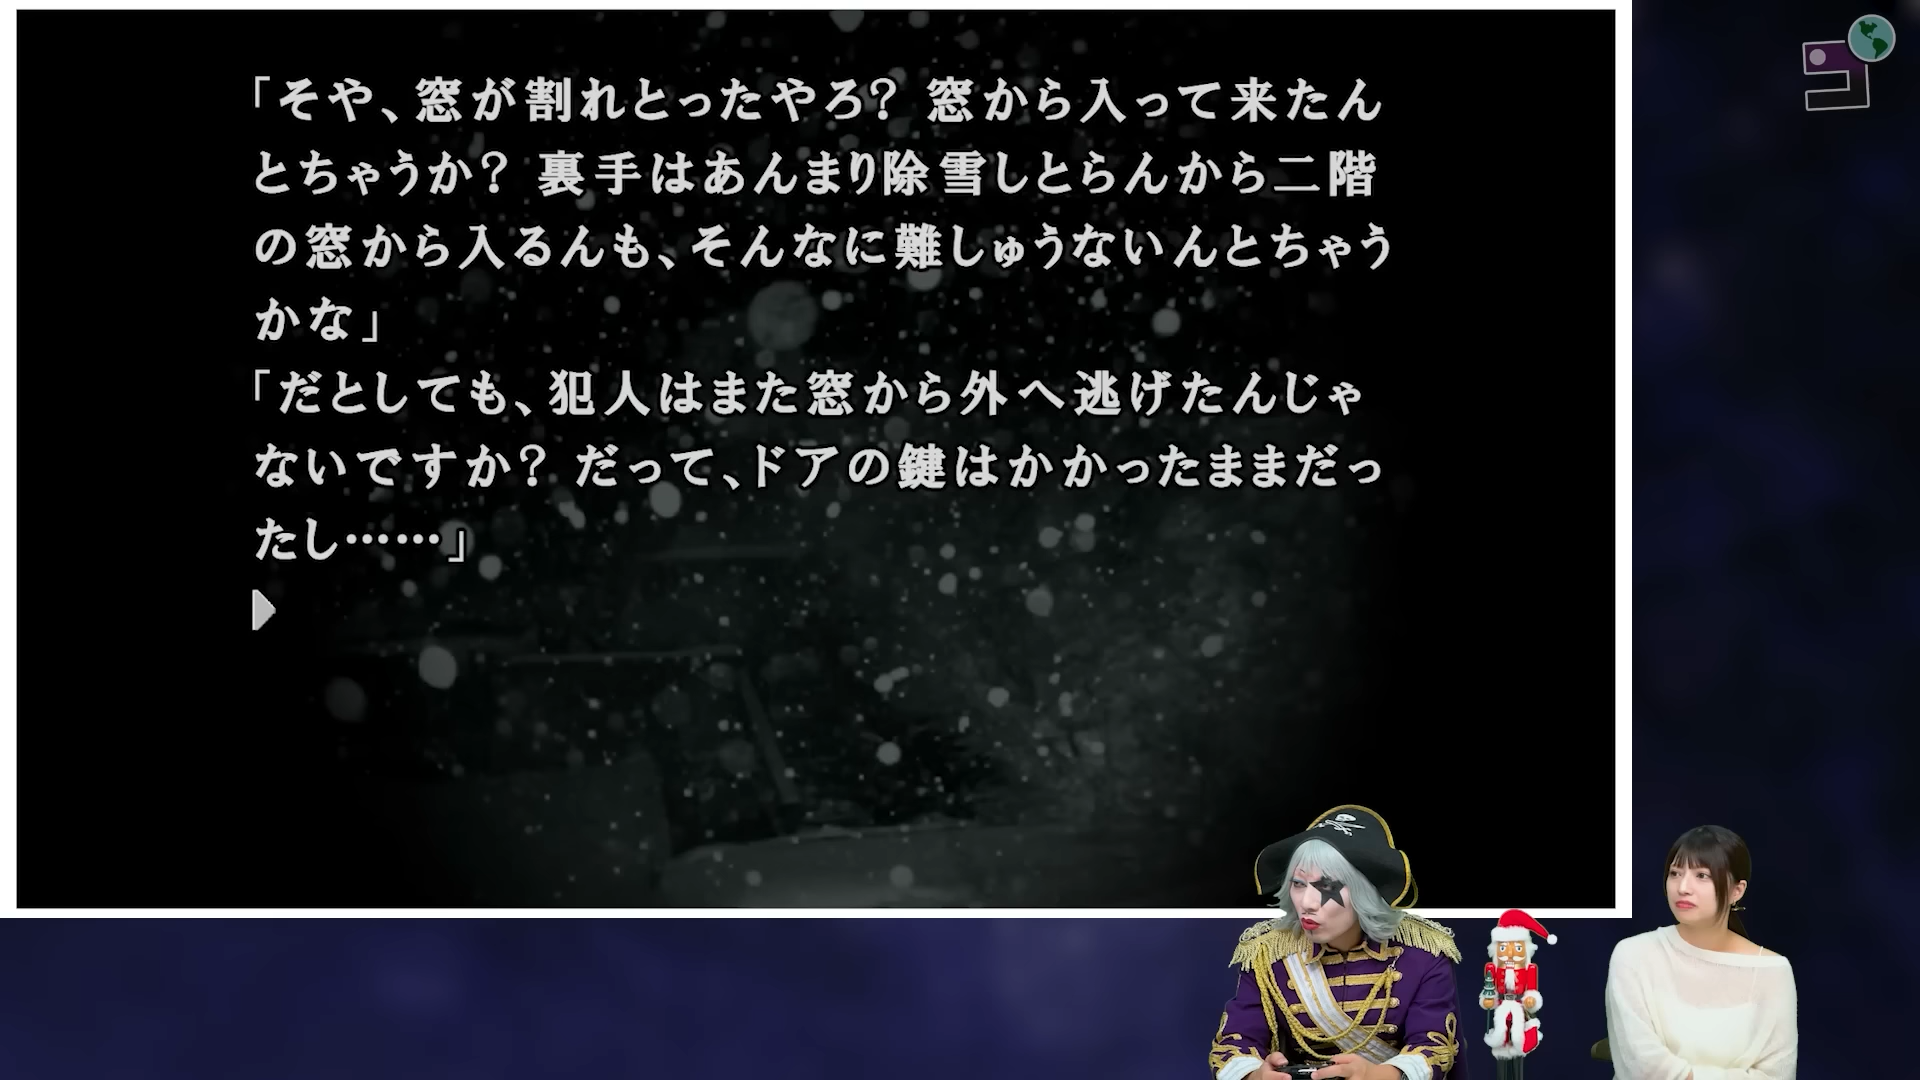 「そや、窓が割れとったやろ? 窓から入って来たん
とちゃうか? 裏手はあんまり除雪しとらんから二階
の窓から入るんも、そんなに難しゅうないんとちゃう
かな」
「だとしても、犯人はまた窓から外へ逃げたんじゃ
ないですか? だって、ドアの鍵はかかったままだっ
たし……」